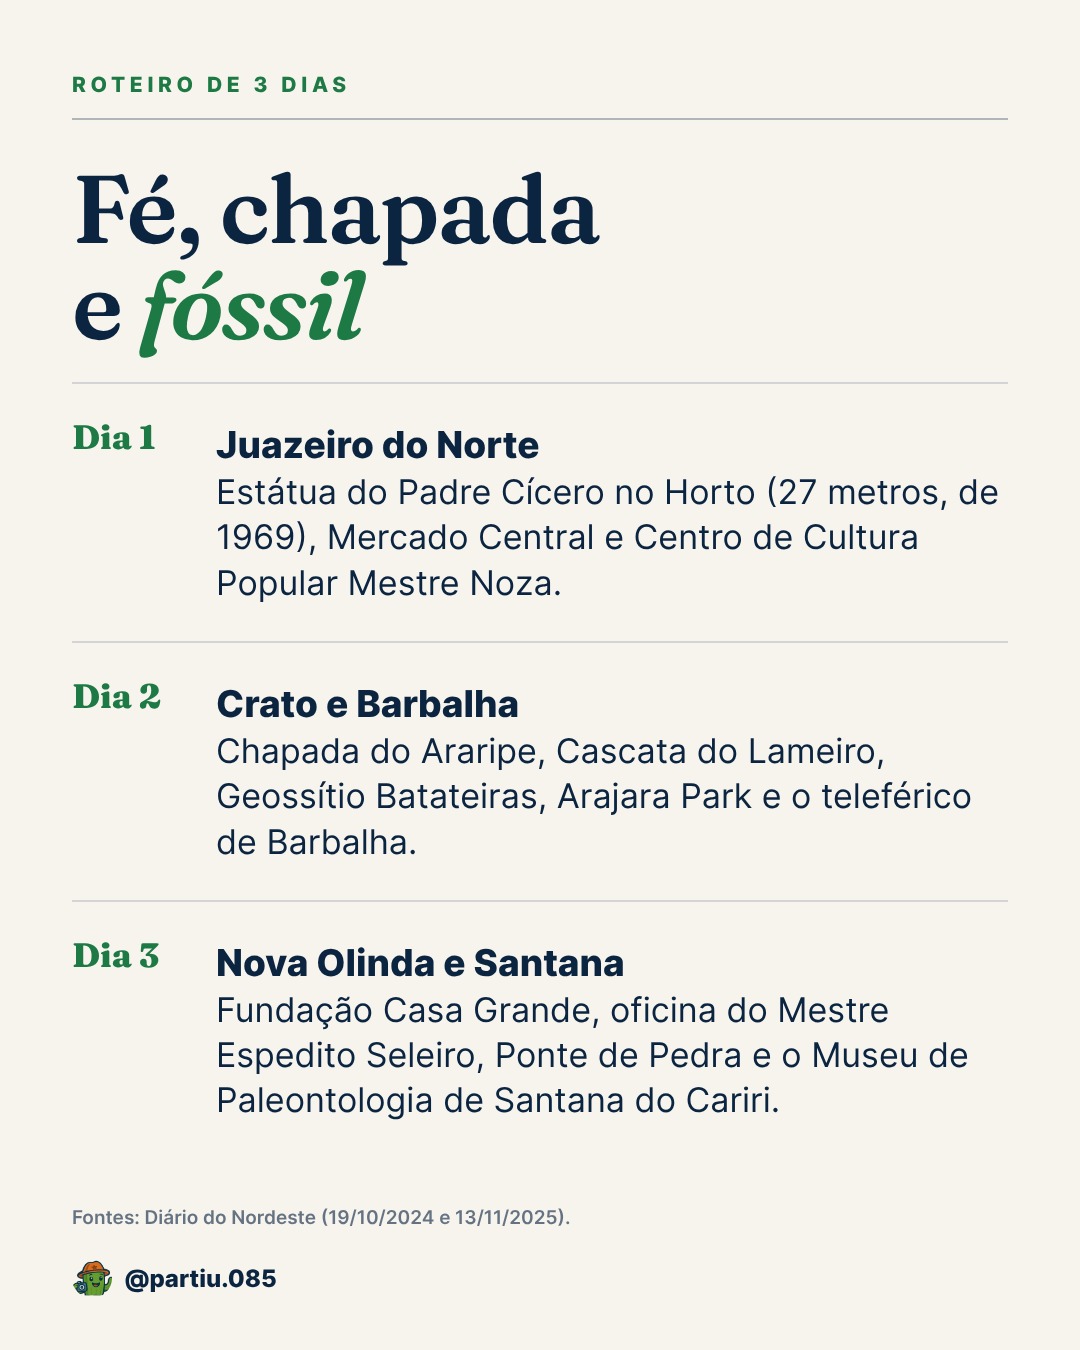 ROTEIRO DE 3 DIAS
Fé, chapada
e fóssil
Dia 1
Juazeiro do Norte
Estátua do Padre Cícero no Horto (27 metros, de
1969), Mercado Central e Centro de Cultura
Popular Mestre Noza.
Dia 2
Crato e Barbalha
Chapada do Araripe, Cascata do Lameiro,
Geossítio Batateiras, Arajara Park e o teleférico
de Barbalha.
Dia 3
Nova Olinda e Santana
Fundação Casa Grande, oficina do Mestre
Espedito Seleiro, Ponte de Pedra e o Museu de
Paleontologia de Santana do Cariri.
Fontes: Diário do Nordeste (19/10/2024 e 13/11/2025).
@partiu.085